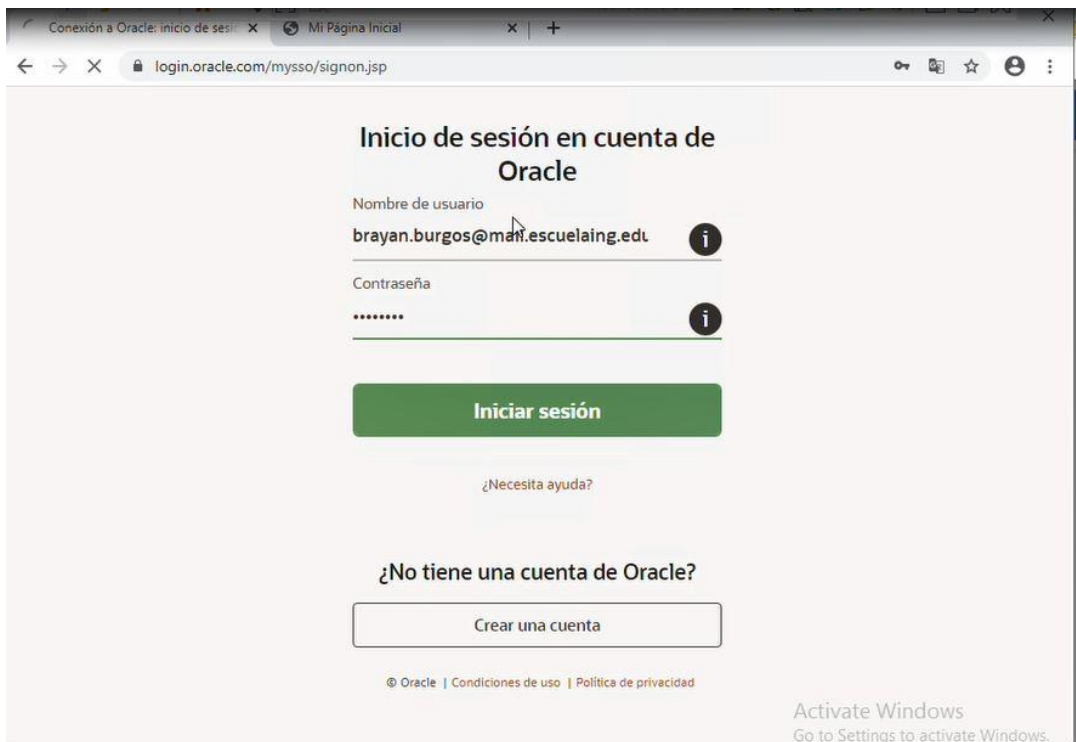 Conexión a Oracle: inicio de sesi
Mi Página Inicial
login.oracle.com/mysso/signon.jsp
Inicio de sesión en cuenta de
Oracle
Nombre de usuario
brayan.burgos@mail.escuelaing.edu
Contraseña
Iniciar sesión
¿Necesita ayuda?
¿No tiene una cuenta de Oracle?
Crear una cuenta
© Oracle | Condiciones de uso | Política de privacidad
Activate Windows
Go to Settings to activate Windows.